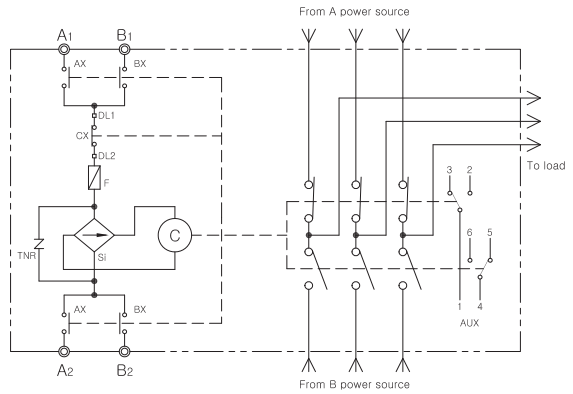 From A power source
A1
B1
AX
BX
DL1
CX
DL2
F
To load
3
2
TNR
Si
C
6
5
AX
BX
1
4
AUX
A2
B2
From B power source